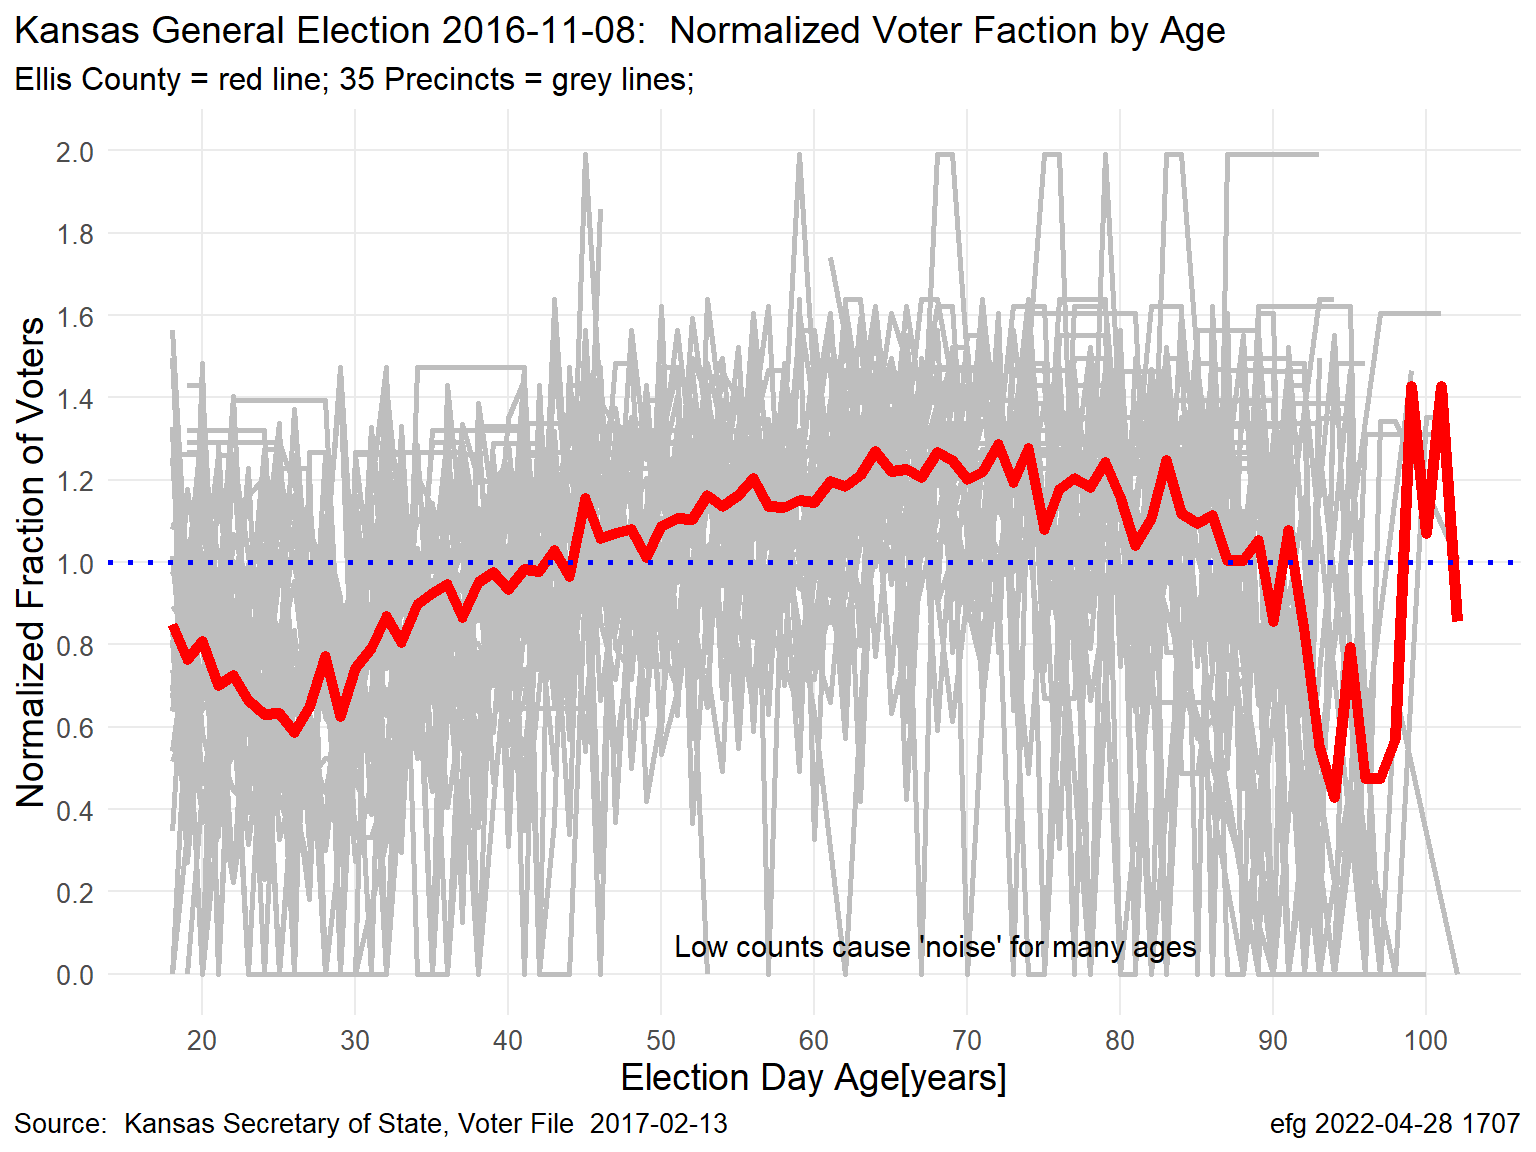 Kansas General Election 2016-11-08:  Normalized Voter Faction by Age
Ellis County = red line; 35 Precincts = grey lines;
Normalized Fraction of Voters
2.0
1.8
1.6
1.4
1.2
1.0
0.8
0.6
0.4
0.2
0.0
Low counts cause 'noise' for many ages
20 30 40 50 60 70 80 90 100
Election Day Age[years]
Source:  Kansas Secretary of State, Voter File  2017-02-13
efg 2022-04-28 1707